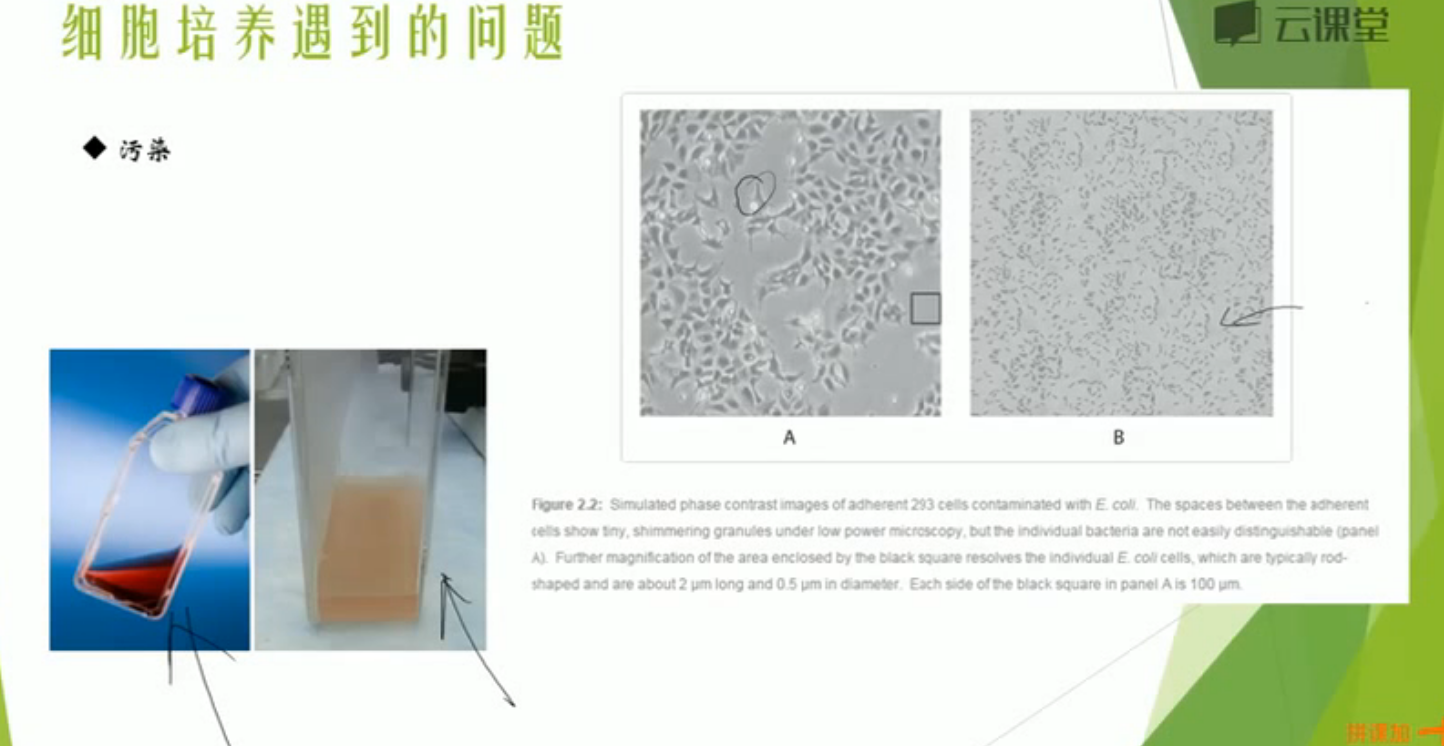 细胞培养遇到的问题
云课堂
◆ 污染
A
B
Figure 2.2: Simulated phase contrast images of adherent 293 cells contaminated with E. coli. The spaces between the adherent
cells show tiny, shimmering granules under low power microscopy, but the individual bacteria are not easily distinguishable (panel
A). Further magnification of the area enclosed by the black square resolves the individual E. coli cells, which are typically rod-
shaped and are about 2 μm long and 0.5 μm in diameter. Each side of the black square in panel A is 100 μm.
拼课加